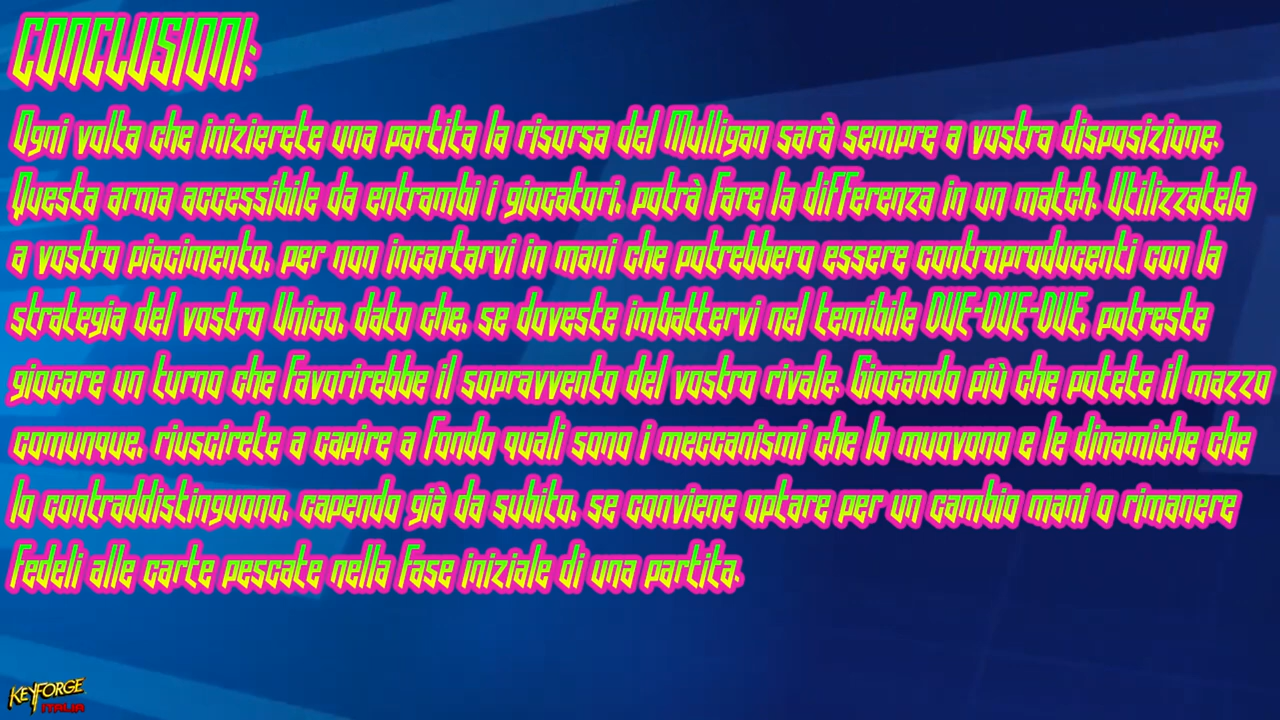 CONCLUSIONI:
Ogni volta che inizierete una partita la risorsa del Mulligan sarà sempre a vostra disposizione.
Questa arma accessibile da entrambi i giocatori, potrà fare la differenza in un match. Utilizzatela
a vostro piacimento, per non incartarvi in mani che potrebbero essere controproducenti con la
strategia del vostro Unico, dato che, se doveste imbattervi nel temibile DUE-DUE-DUE, potreste
giocare un turno che favorirebbe il sopravvento del vostro rivale. Giocando più che potete il mazzo
comunque, riuscirete a capire a fondo quali sono i meccanismi che lo muovono e le dinamiche che
lo contraddistinguono, capendo già da subito, se conviene optare per un cambio mani o rimanere
fedeli alle carte pescate nella fase iniziale di una partita.
KEYFORGE
ITALIA